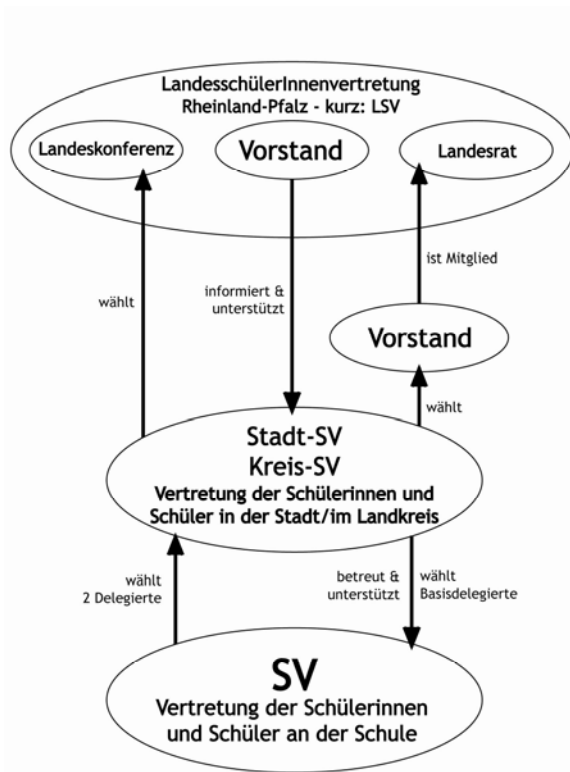 LandesschülerInnenvertretung
Rheinland-Pfalz - kurz: LSV
Landeskonferenz
Vorstand
Landesrat
ist Mitglied
wählt
informiert &
unterstützt
Vorstand
wählt
Stadt-SV
Kreis-SV
Vertretung der Schülerinnen und
Schüler in der Stadt/im Landkreis
wählt
2 Delegierte
betreut &
unterstützt
wählt
Basisdelegierte
SV
Vertretung der Schülerinnen
und Schüler an der Schule